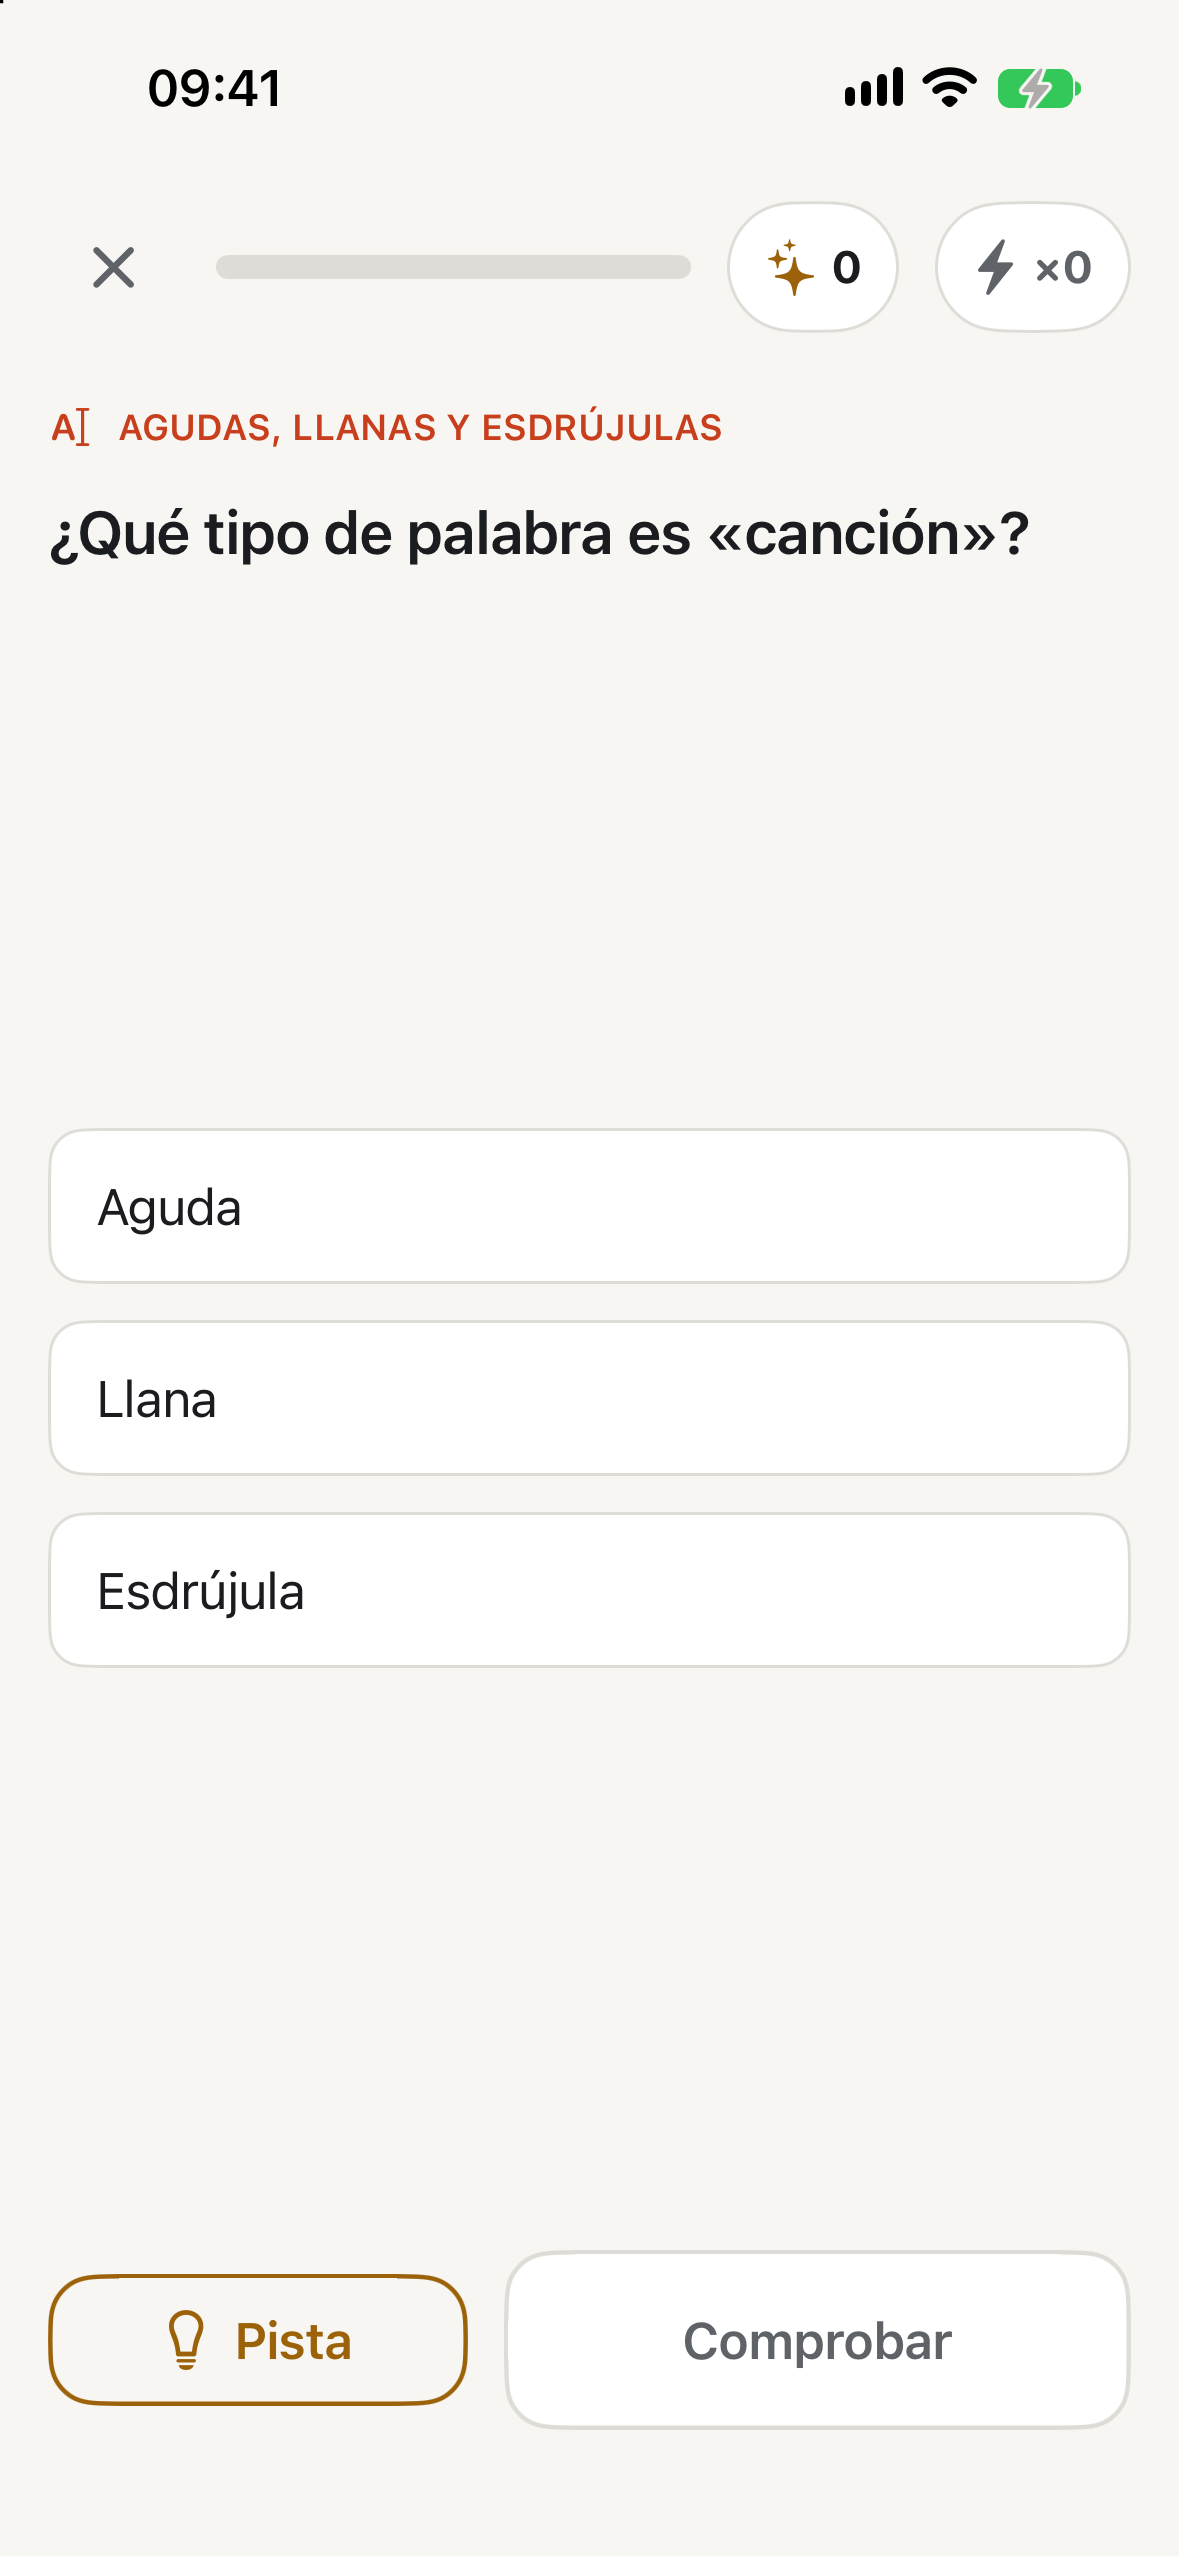 09:41
0
×0
AGUDAS, LLANAS Y ESDRÚJULAS
¿Qué tipo de palabra es «canción»?
Aguda
Llana
Esdrújula
Pista
Comprobar